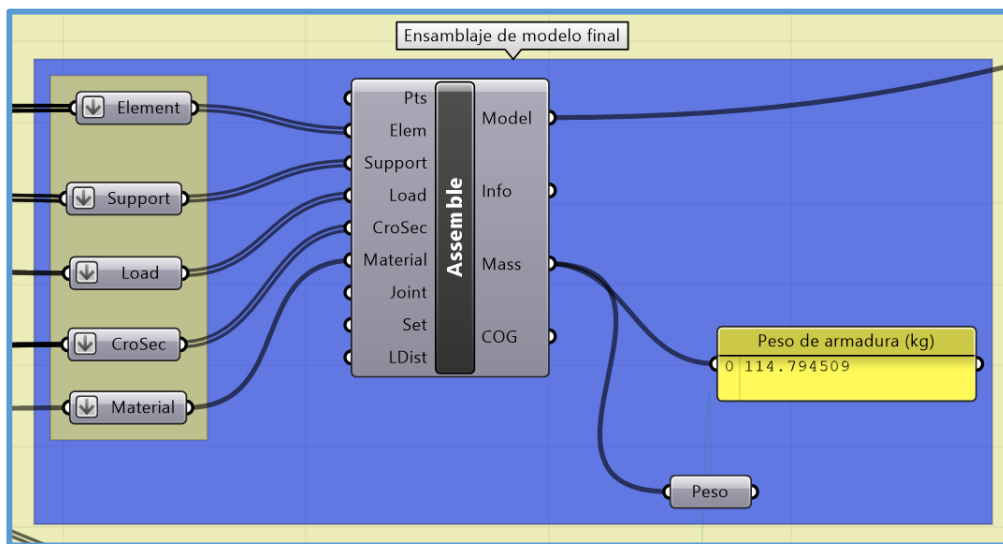 Ensamblaje de modelo final
Element
Support
Load
CroSec
Material
Pts
Elem
Support
Load
CroSec
Material
Joint
Set
LDist
Assemble
Model
Info
Mass
COG
Peso de armadura (kg)
0 114.794509
Peso